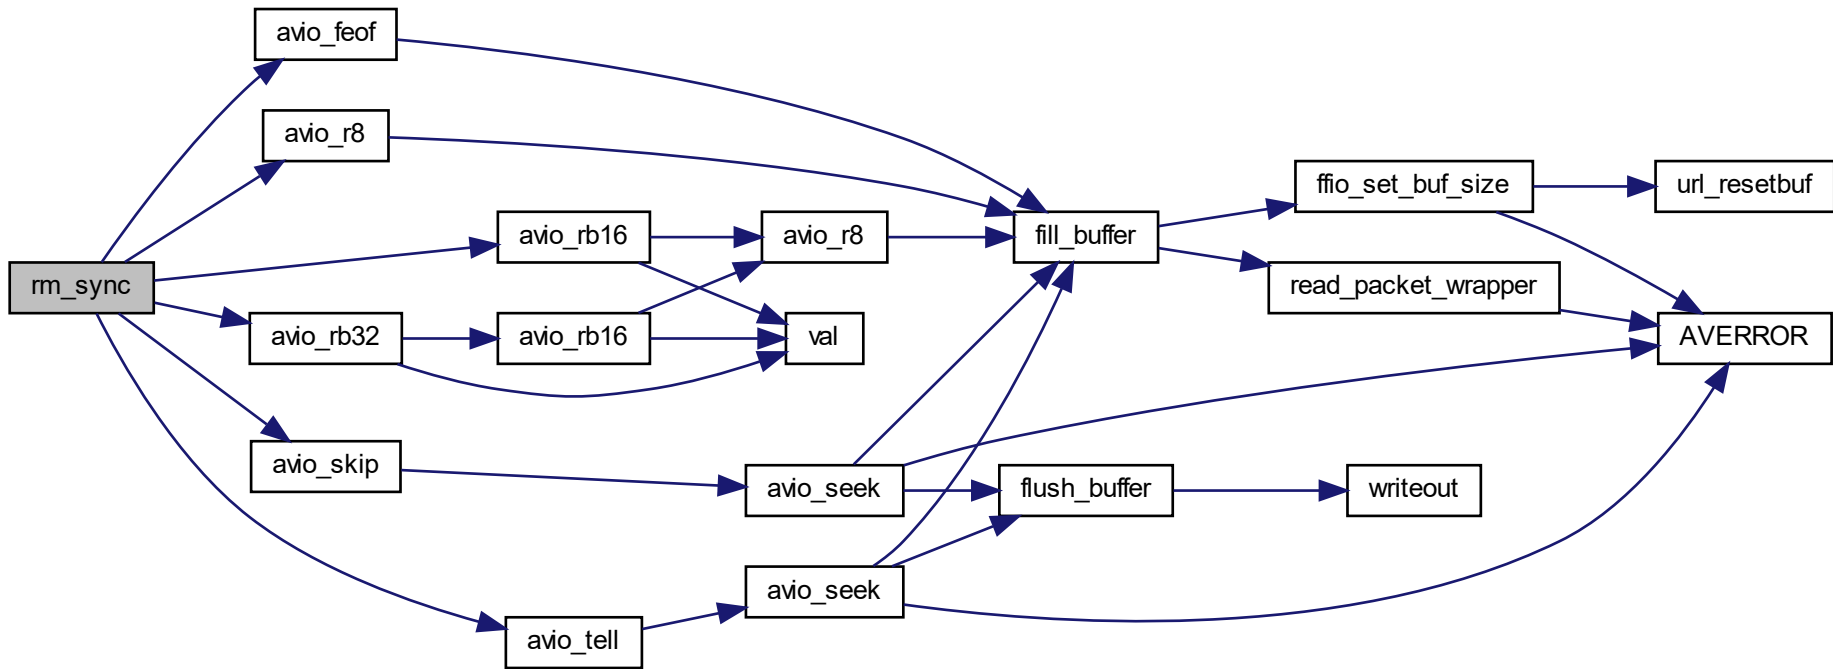 avio_feof
avio_r8
ffio_set_buf_size
url_resetbuf
avio_rb16
avio_r8
fill_buffer
rm_sync
read_packet_wrapper
avio_rb32
avio_rb16
val
AVERROR
avio_skip
avio_seek
flush_buffer
writeout
avio_seek
avio_tell